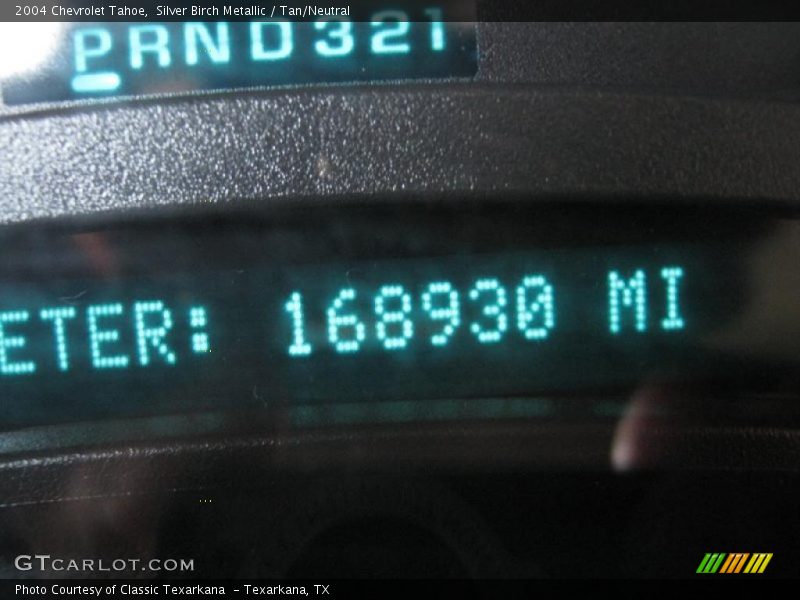 2004 Chevrolet Tahoe,  Silver Birch Metallic / Tan/Neutral
PRND321
ETER: 168930 MI
GTCARLOT.COM
Photo Courtesy of Classic Texarkana  - Texarkana, TX